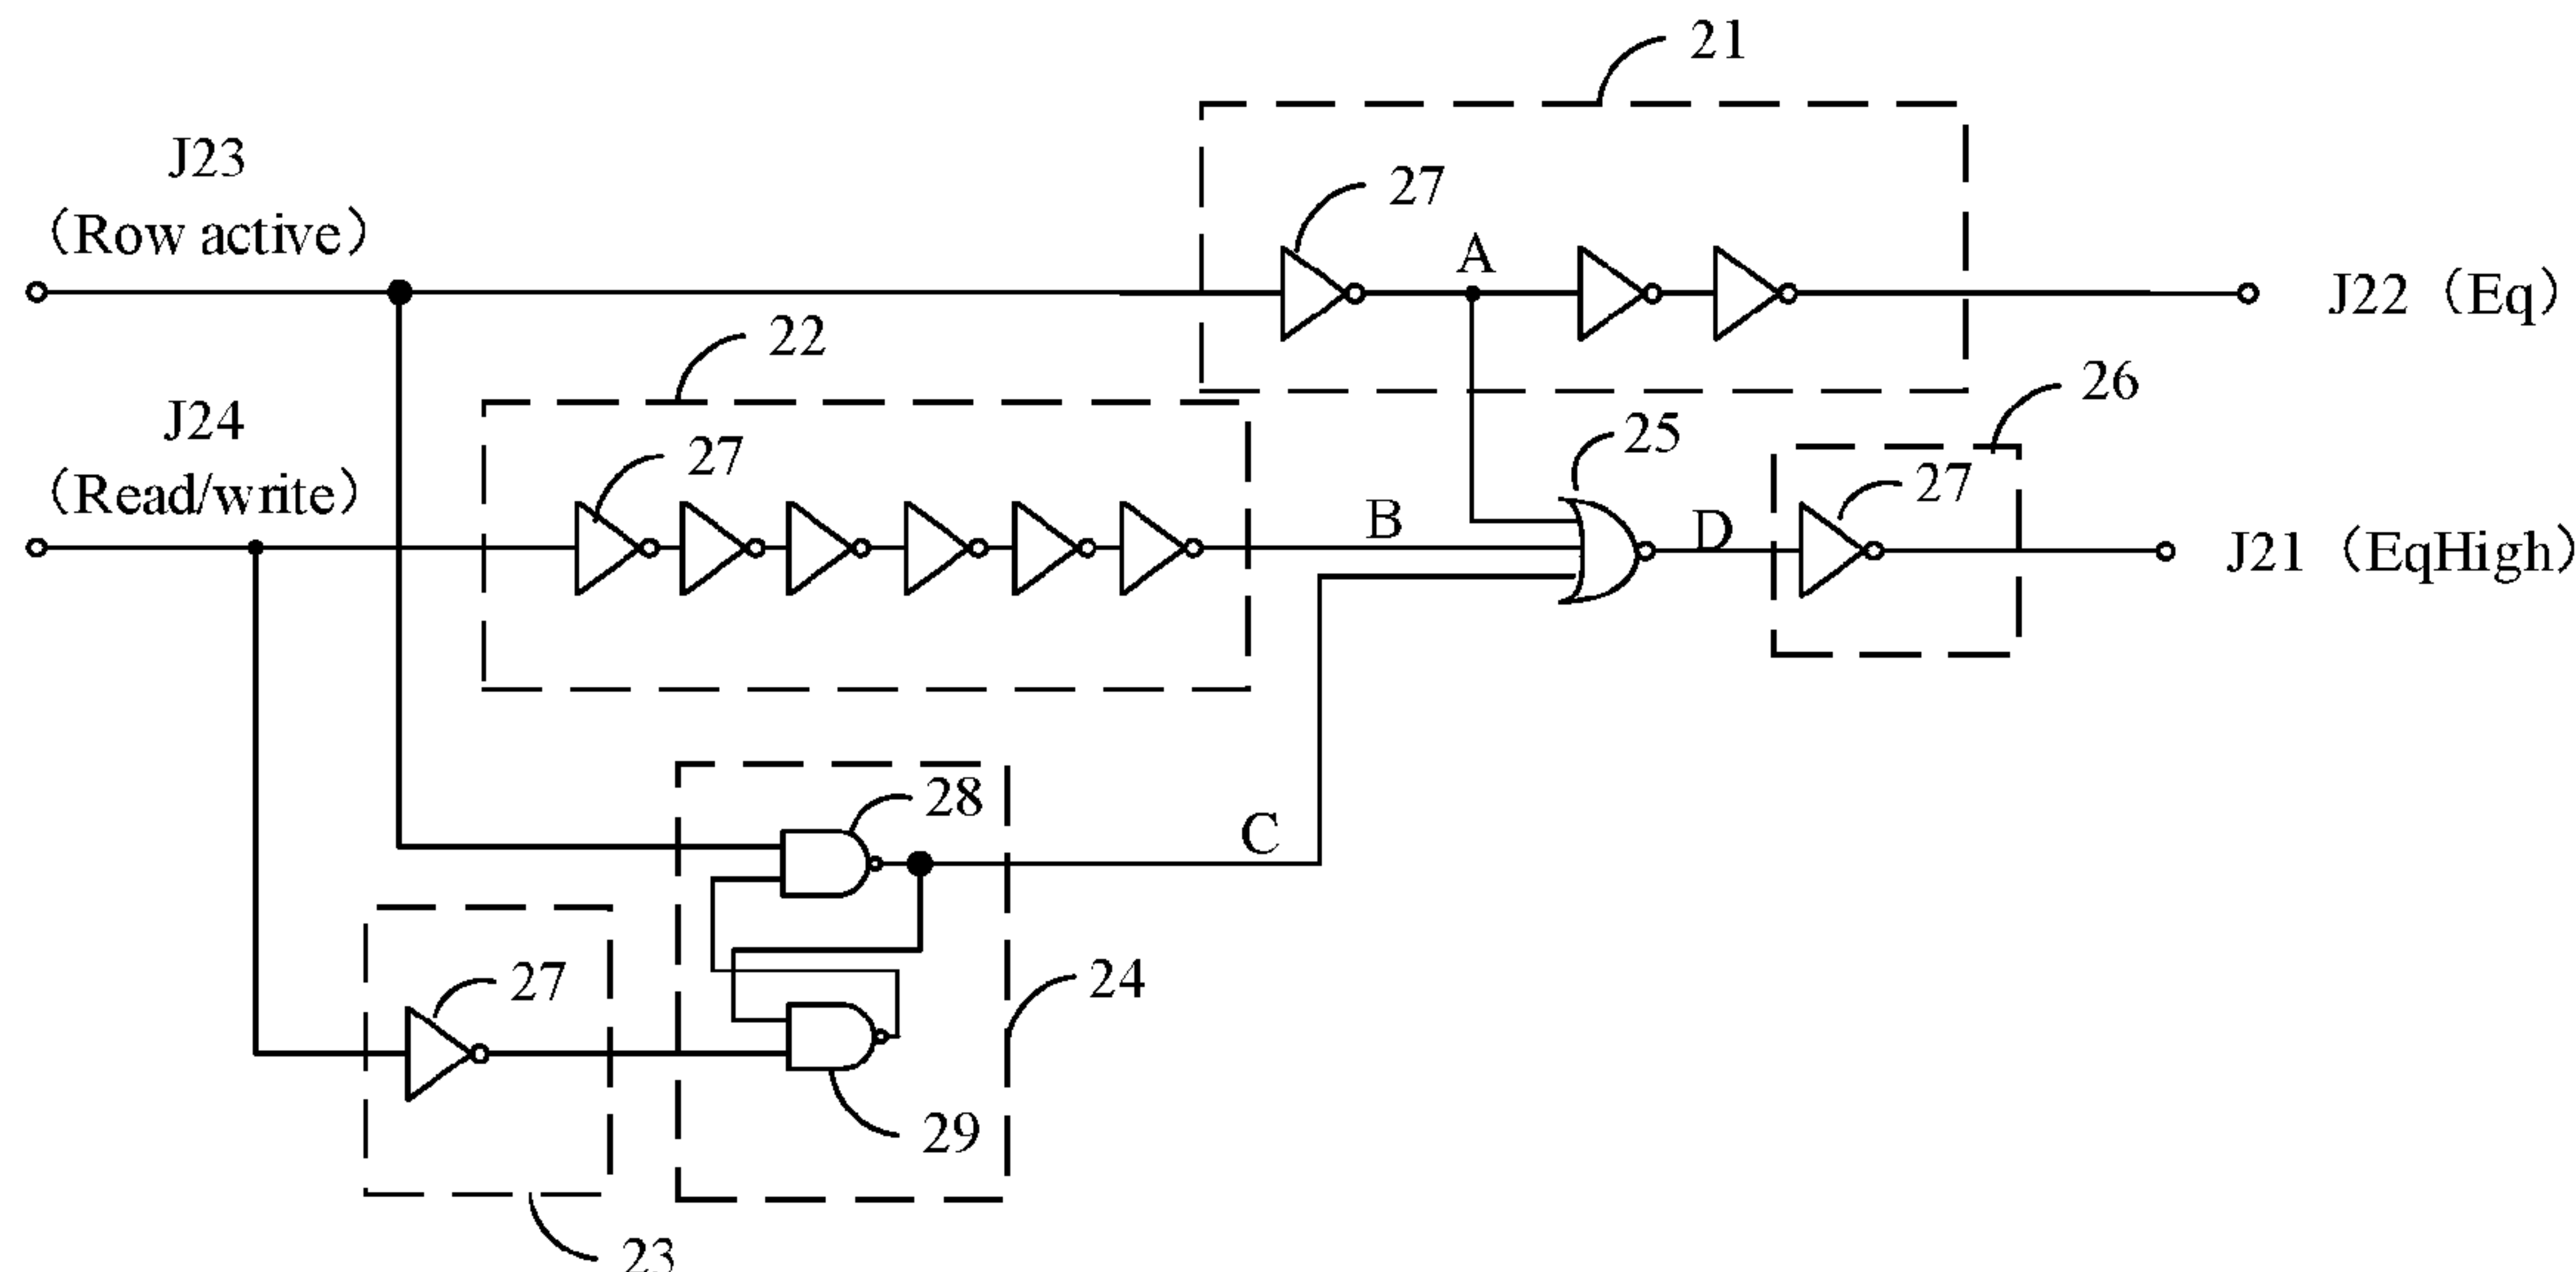 21
J23
(Row active)
27
A
J22 (Eq)
22
26
J24
(Read/write)
27
25
27
B
D
J21 (EqHigh)
28
C
27
24
29
23